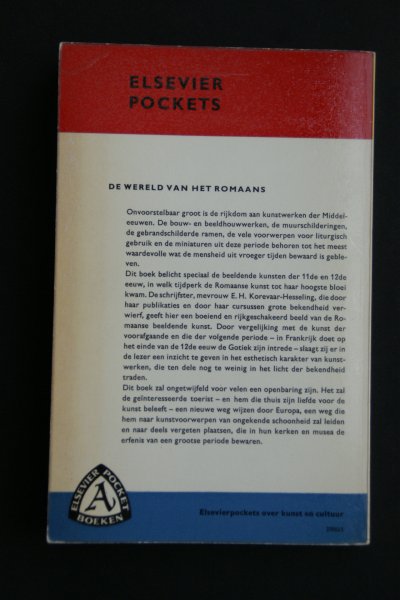 ELSEVIER
POCKETS
DE WERELD VAN HET ROMAANS
Onvoorstelbaar groot is de rijkdom aan kunstwerken der Middel-
eeuwen. De bouw- en beeldhouwwerken, de muurschilderingen,
de gebrandschilderde ramen, de vele voorwerpen voor liturgisch
gebruik en de miniaturen uit deze periode behoren tot het meest
waardevolle wat de mensheid uit vroeger tijden bewaard is geble-
ven.
Dit boek belicht speciaal de beeldende kunsten der 11de en 12de
eeuw, in welk tijdperk de Romaanse kunst tot haar hoogste bloei
kwam. De schrijfster, mevrouw E. H. Korevaar-Hesseling, die door
haar publikaties en door haar cursussen grote bekendheid ver-
wierf, geeft hier een boeiend en rijkgeschakeerd beeld van de Ro-
maanse beeldende kunst. Door vergelijking met de kunst der
voorafgaande en die der volgende periode – in Frankrijk doet op
het einde van de 12de eeuw de Gotiek zijn intrede – slaagt zij er in
de lezer een inzicht te geven in het esthetisch karakter van kunst-
werken, die ten dele nog te weinig in het licht der bekendheid
traden.
Dit boek zal ongetwijfeld voor velen een openbaring zijn. Het zal
de geïnteresseerde toerist – en hem die thuis zijn liefde voor de
kunst beleeft – een nieuwe weg wijzen door Europa, een weg die
hem naar kunstvoorwerpen van ongekende schoonheid zal leiden
en naar deels vergeten plaatsen, die in hun kerken en musea de
erfenis van een grootse periode bewaren.
ELSEVIER POCKET
A
BOEKEN
Elsevierpockets over kunst en cultuur